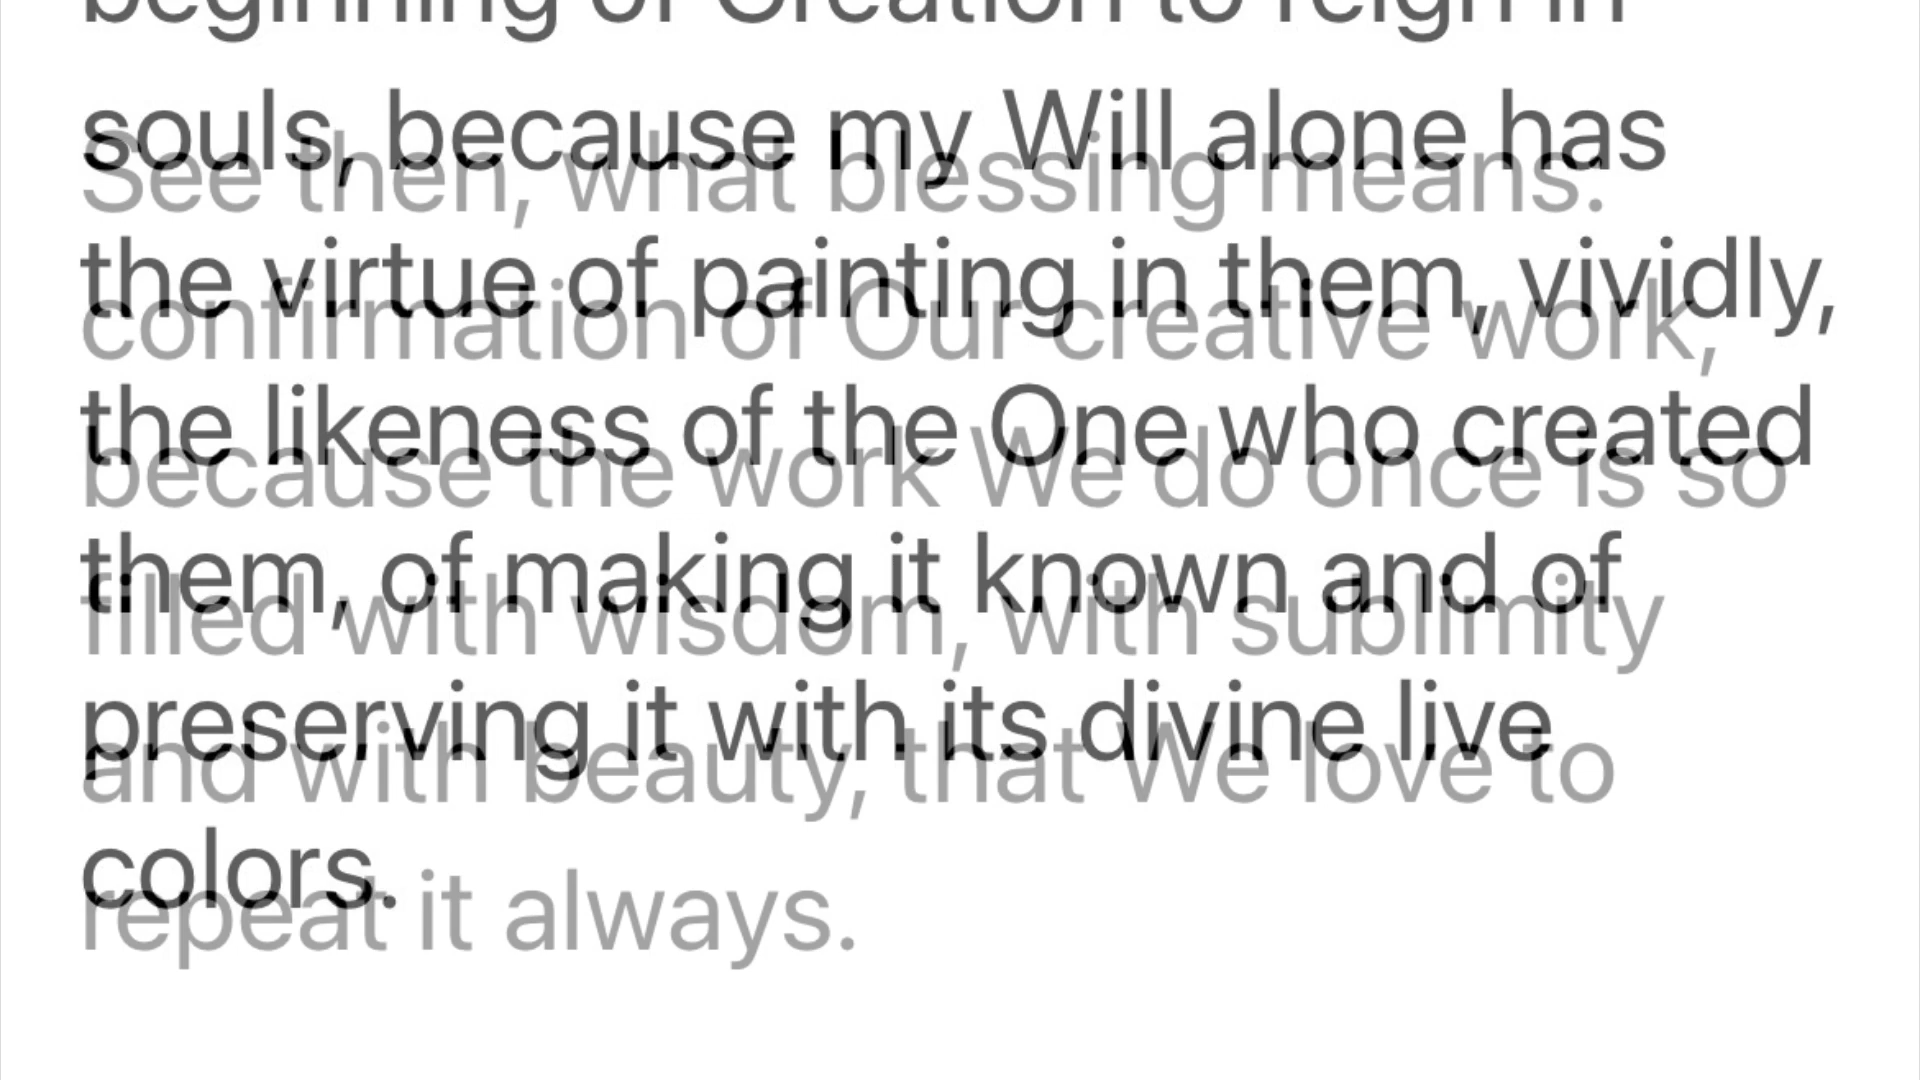 beginning of Creation to reign in
souls, because my Will alone has
See then, what blessing means:
the virtue of painting in them, vividly,
confirmation of Our creative work,
the likeness of the One who created
because the work We do once is so
them, of making it known and of
filled with wisdom, with sublimity
preserving it with its divine live
and with beauty, that We love to
colors.
repeat it always.